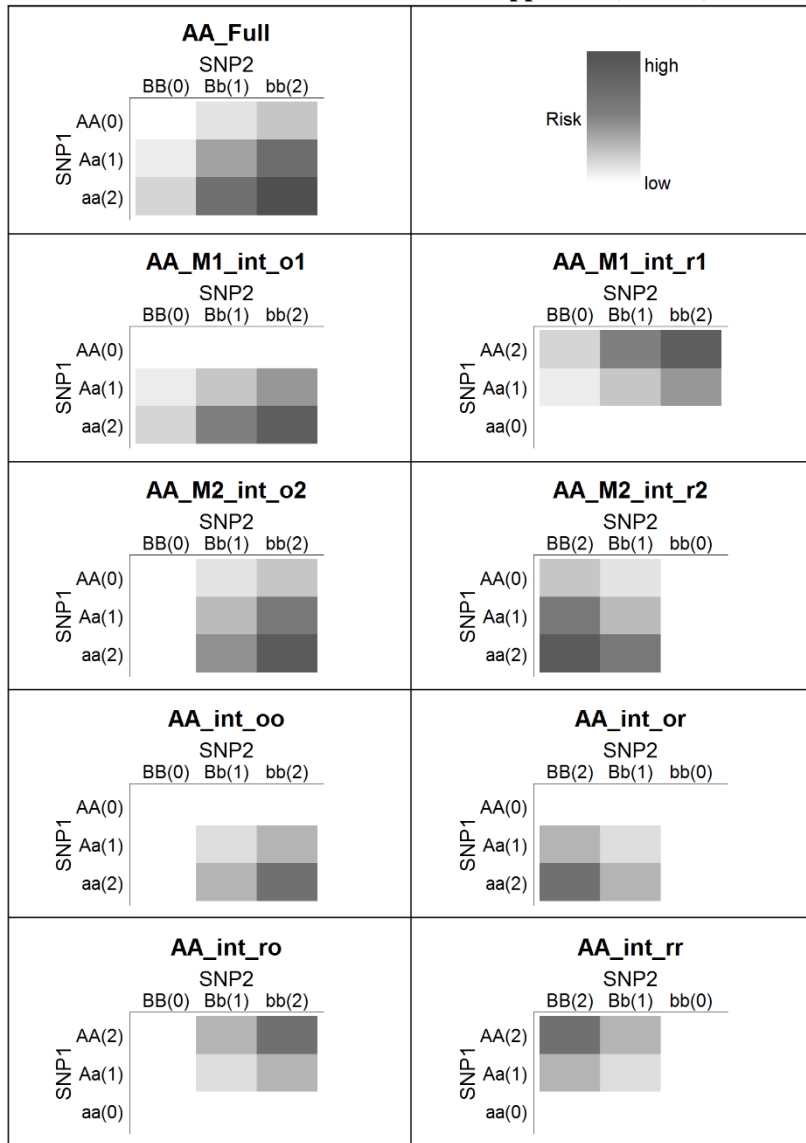 AA_Full
SNP2
BB(0) Bb(1) bb(2)
SNP1
AA(0)
Aa(1)
aa(2)
high
Risk
low
AA_M1_int_o1
SNP2
BB(0) Bb(1) bb(2)
SNP1
AA(0)
Aa(1)
aa(2)
AA_M1_int_r1
SNP2
BB(0) Bb(1) bb(2)
SNP1
AA(2)
Aa(1)
aa(0)
AA_M2_int_o2
SNP2
BB(0) Bb(1) bb(2)
SNP1
AA(0)
Aa(1)
aa(2)
AA_M2_int_r2
SNP2
BB(2) Bb(1) bb(0)
SNP1
AA(0)
Aa(1)
aa(2)
AA_int_oo
SNP2
BB(0) Bb(1) bb(2)
SNP1
AA(0)
Aa(1)
aa(2)
AA_int_or
SNP2
BB(2) Bb(1) bb(0)
SNP1
AA(0)
Aa(1)
aa(2)
AA_int_ro
SNP2
BB(0) Bb(1) bb(2)
SNP1
AA(2)
Aa(1)
aa(0)
AA_int_rr
SNP2
BB(2) Bb(1) bb(0)
SNP1
AA(2)
Aa(1)
aa(0)